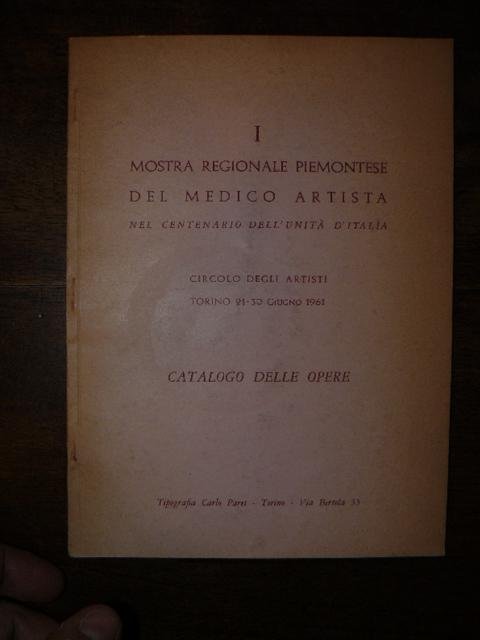 I
MOSTRA REGIONALE PIEMONTESE
DEL MEDICO ARTISTA
NEL CENTENARIO DELL'UNITÀ D'ITALIA
CIRCOLO DEGLI ARTISTI
TORINO 21-30 GIUGNO 1961
CATALOGO DELLE OPERE
Tipografia Carlo - Torino - Via Bertola 33